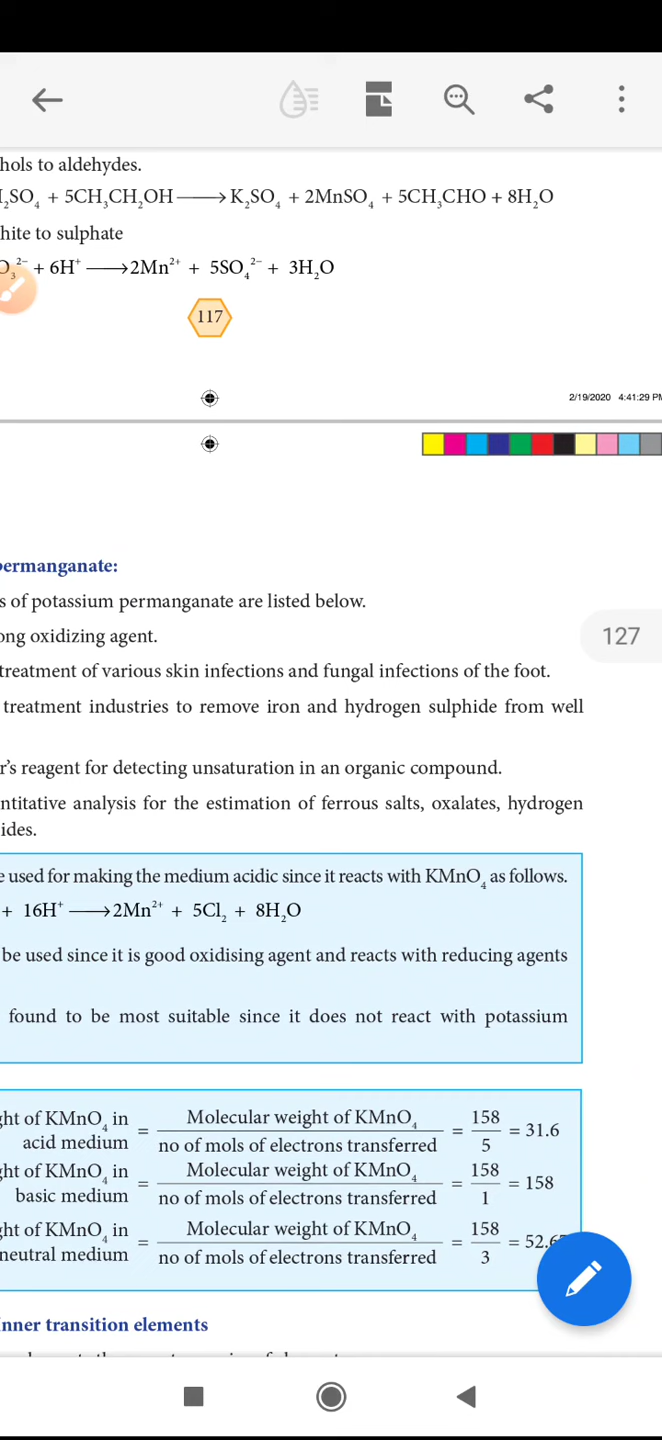 hols to aldehydes.
₂SO₄ + 5CH₃CH₂OH ⟶ K₂SO₄ + 2MnSO₄ + 5CH₃CHO + 8H₂O
hite to sulphate
O₃²⁻ + 6H⁺ ⟶ 2Mn²⁺ + 5SO₄²⁻ + 3H₂O
117
2/19/2020 4:41:29 PM
permanganate:
s of potassium permanganate are listed below.
ong oxidizing agent.
127
treatment of various skin infections and fungal infections of the foot.
treatment industries to remove iron and hydrogen sulphide from well
r's reagent for detecting unsaturation in an organic compound.
ntitative analysis for the estimation of ferrous salts, oxalates, hydrogen
ides.
e used for making the medium acidic since it reacts with KMnO₄ as follows.
+ 16H⁺ ⟶ 2Mn²⁺ + 5Cl₂ + 8H₂O
be used since it is good oxidising agent and reacts with reducing agents
found to be most suitable since it does not react with potassium
ght of KMnO₄ in acid medium = Molecular weight of KMnO₄ / no of mols of electrons transferred = 158 / 5 = 31.6
ght of KMnO₄ in basic medium = Molecular weight of KMnO₄ / no of mols of electrons transferred = 158 / 1 = 158
ght of KMnO₄ in neutral medium = Molecular weight of KMnO₄ / no of mols of electrons transferred = 158 / 3 = 52.6
Inner transition elements